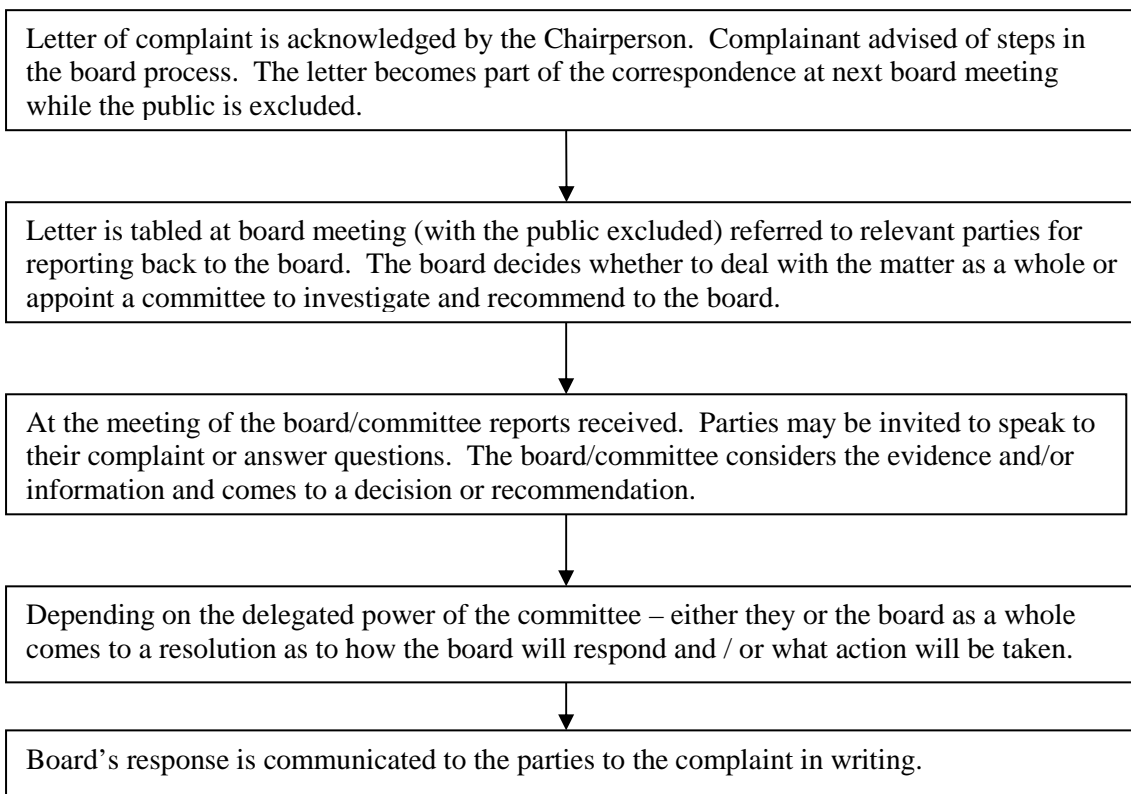 Letter of complaint is acknowledged by the Chairperson.  Complainant advised of steps in
the board process.  The letter becomes part of the correspondence at next board meeting
while the public is excluded.
Letter is tabled at board meeting (with the public excluded) referred to relevant parties for
reporting back to the board.  The board decides whether to deal with the matter as a whole or
appoint a committee to investigate and recommend to the board.
At the meeting of the board/committee reports received.  Parties may be invited to speak to
their complaint or answer questions.  The board/committee considers the evidence and/or
information and comes to a decision or recommendation.
Depending on the delegated power of the committee – either they or the board as a whole
comes to a resolution as to how the board will respond and / or what action will be taken.
Board’s response is communicated to the parties to the complaint in writing.